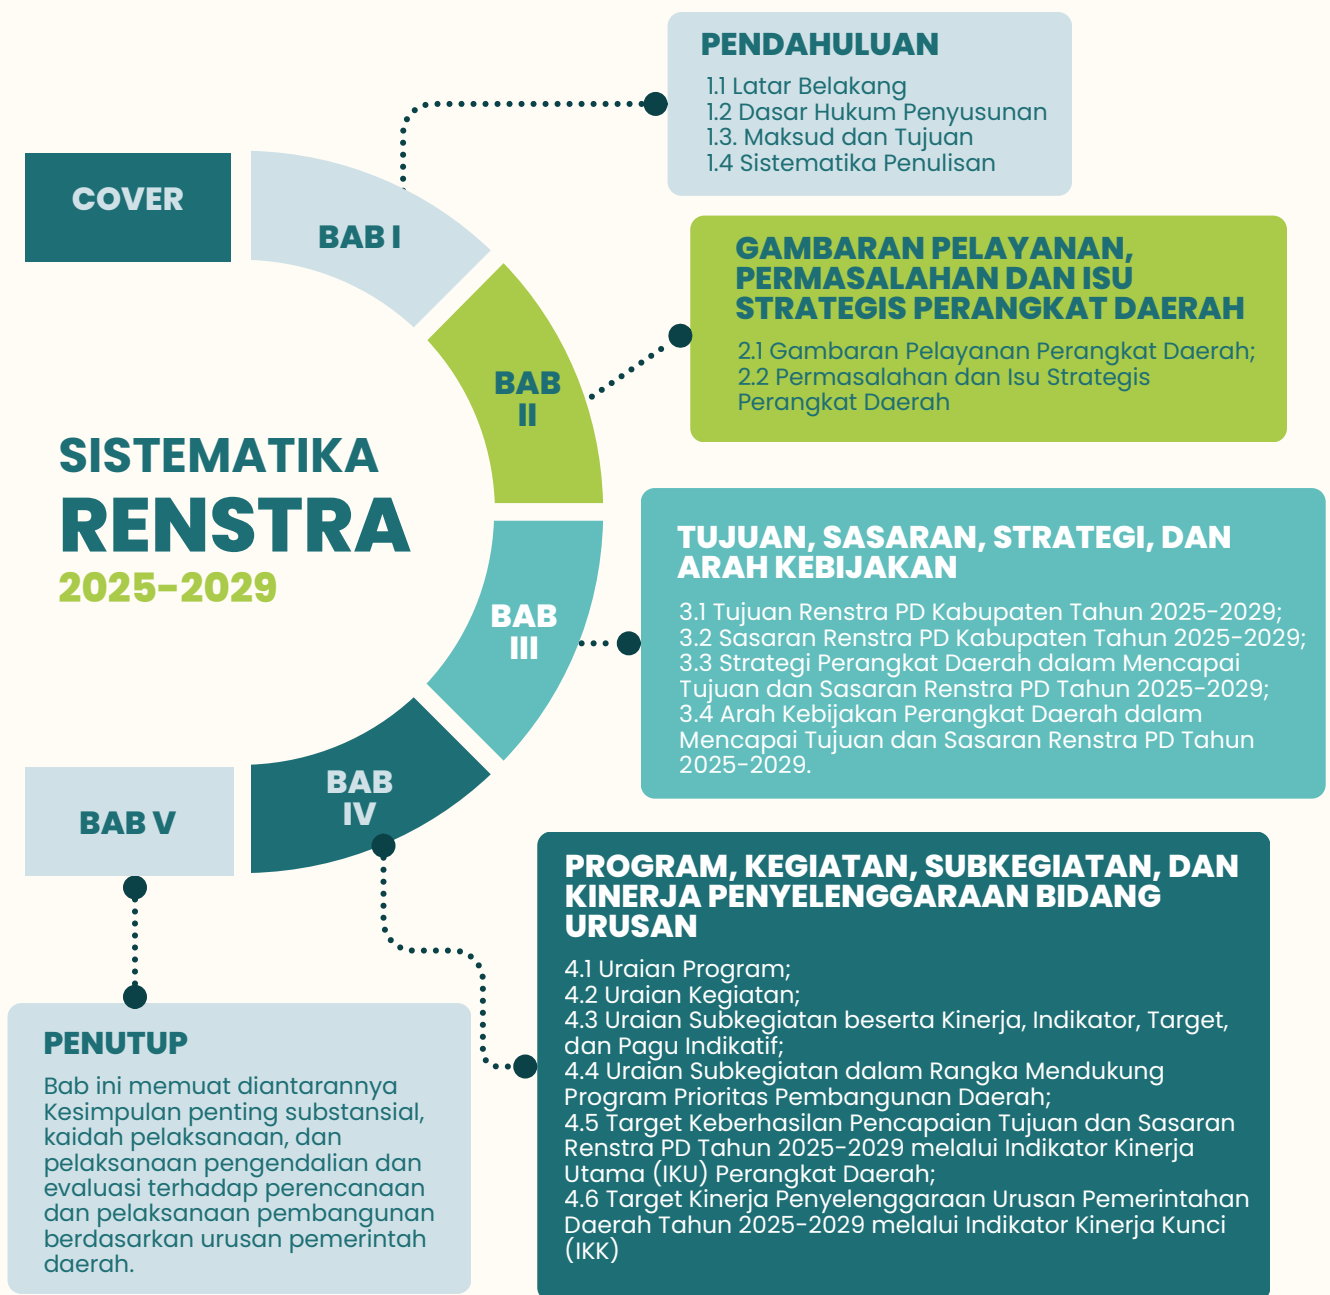 SISTEMATIKA
RENSTRA
2025-2029
COVER
BAB I
PENDAHULUAN
1.1 Latar Belakang
1.2 Dasar Hukum Penyusunan
1.3. Maksud dan Tujuan
1.4 Sistematika Penulisan
BAB
II
GAMBARAN PELAYANAN,
PERMASALAHAN DAN ISU
STRATEGIS PERANGKAT DAERAH
2.1 Gambaran Pelayanan Perangkat Daerah;
2.2 Permasalahan dan Isu Strategis
Perangkat Daerah
BAB
III
TUJUAN, SASARAN, STRATEGI, DAN
ARAH KEBIJAKAN
3.1 Tujuan Renstra PD Kabupaten Tahun 2025-2029;
3.2 Sasaran Renstra PD Kabupaten Tahun 2025-2029;
3.3 Strategi Perangkat Daerah dalam Mencapai
Tujuan dan Sasaran Renstra PD Tahun 2025-2029;
3.4 Arah Kebijakan Perangkat Daerah dalam
Mencapai Tujuan dan Sasaran Renstra PD Tahun
2025-2029.
BAB
IV
PROGRAM, KEGIATAN, SUBKEGIATAN, DAN
KINERJA PENYELENGGARAAN BIDANG
URUSAN
4.1 Uraian Program;
4.2 Uraian Kegiatan;
4.3 Uraian Subkegiatan beserta Kinerja, Indikator, Target,
dan Pagu Indikatif;
4.4 Uraian Subkegiatan dalam Rangka Mendukung
Program Prioritas Pembangunan Daerah;
4.5 Target Keberhasilan Pencapaian Tujuan dan Sasaran
Renstra PD Tahun 2025-2029 melalui Indikator Kinerja
Utama (IKU) Perangkat Daerah;
4.6 Target Kinerja Penyelenggaraan Urusan Pemerintahan
Daerah Tahun 2025-2029 melalui Indikator Kinerja Kunci
(IKK)
BAB V
PENUTUP
Bab ini memuat diantarannya
Kesimpulan penting substansial,
kaidah pelaksanaan, dan
pelaksanaan pengendalian dan
evaluasi terhadap perencanaan
dan pelaksanaan pembangunan
berdasarkan urusan pemerintah
daerah.